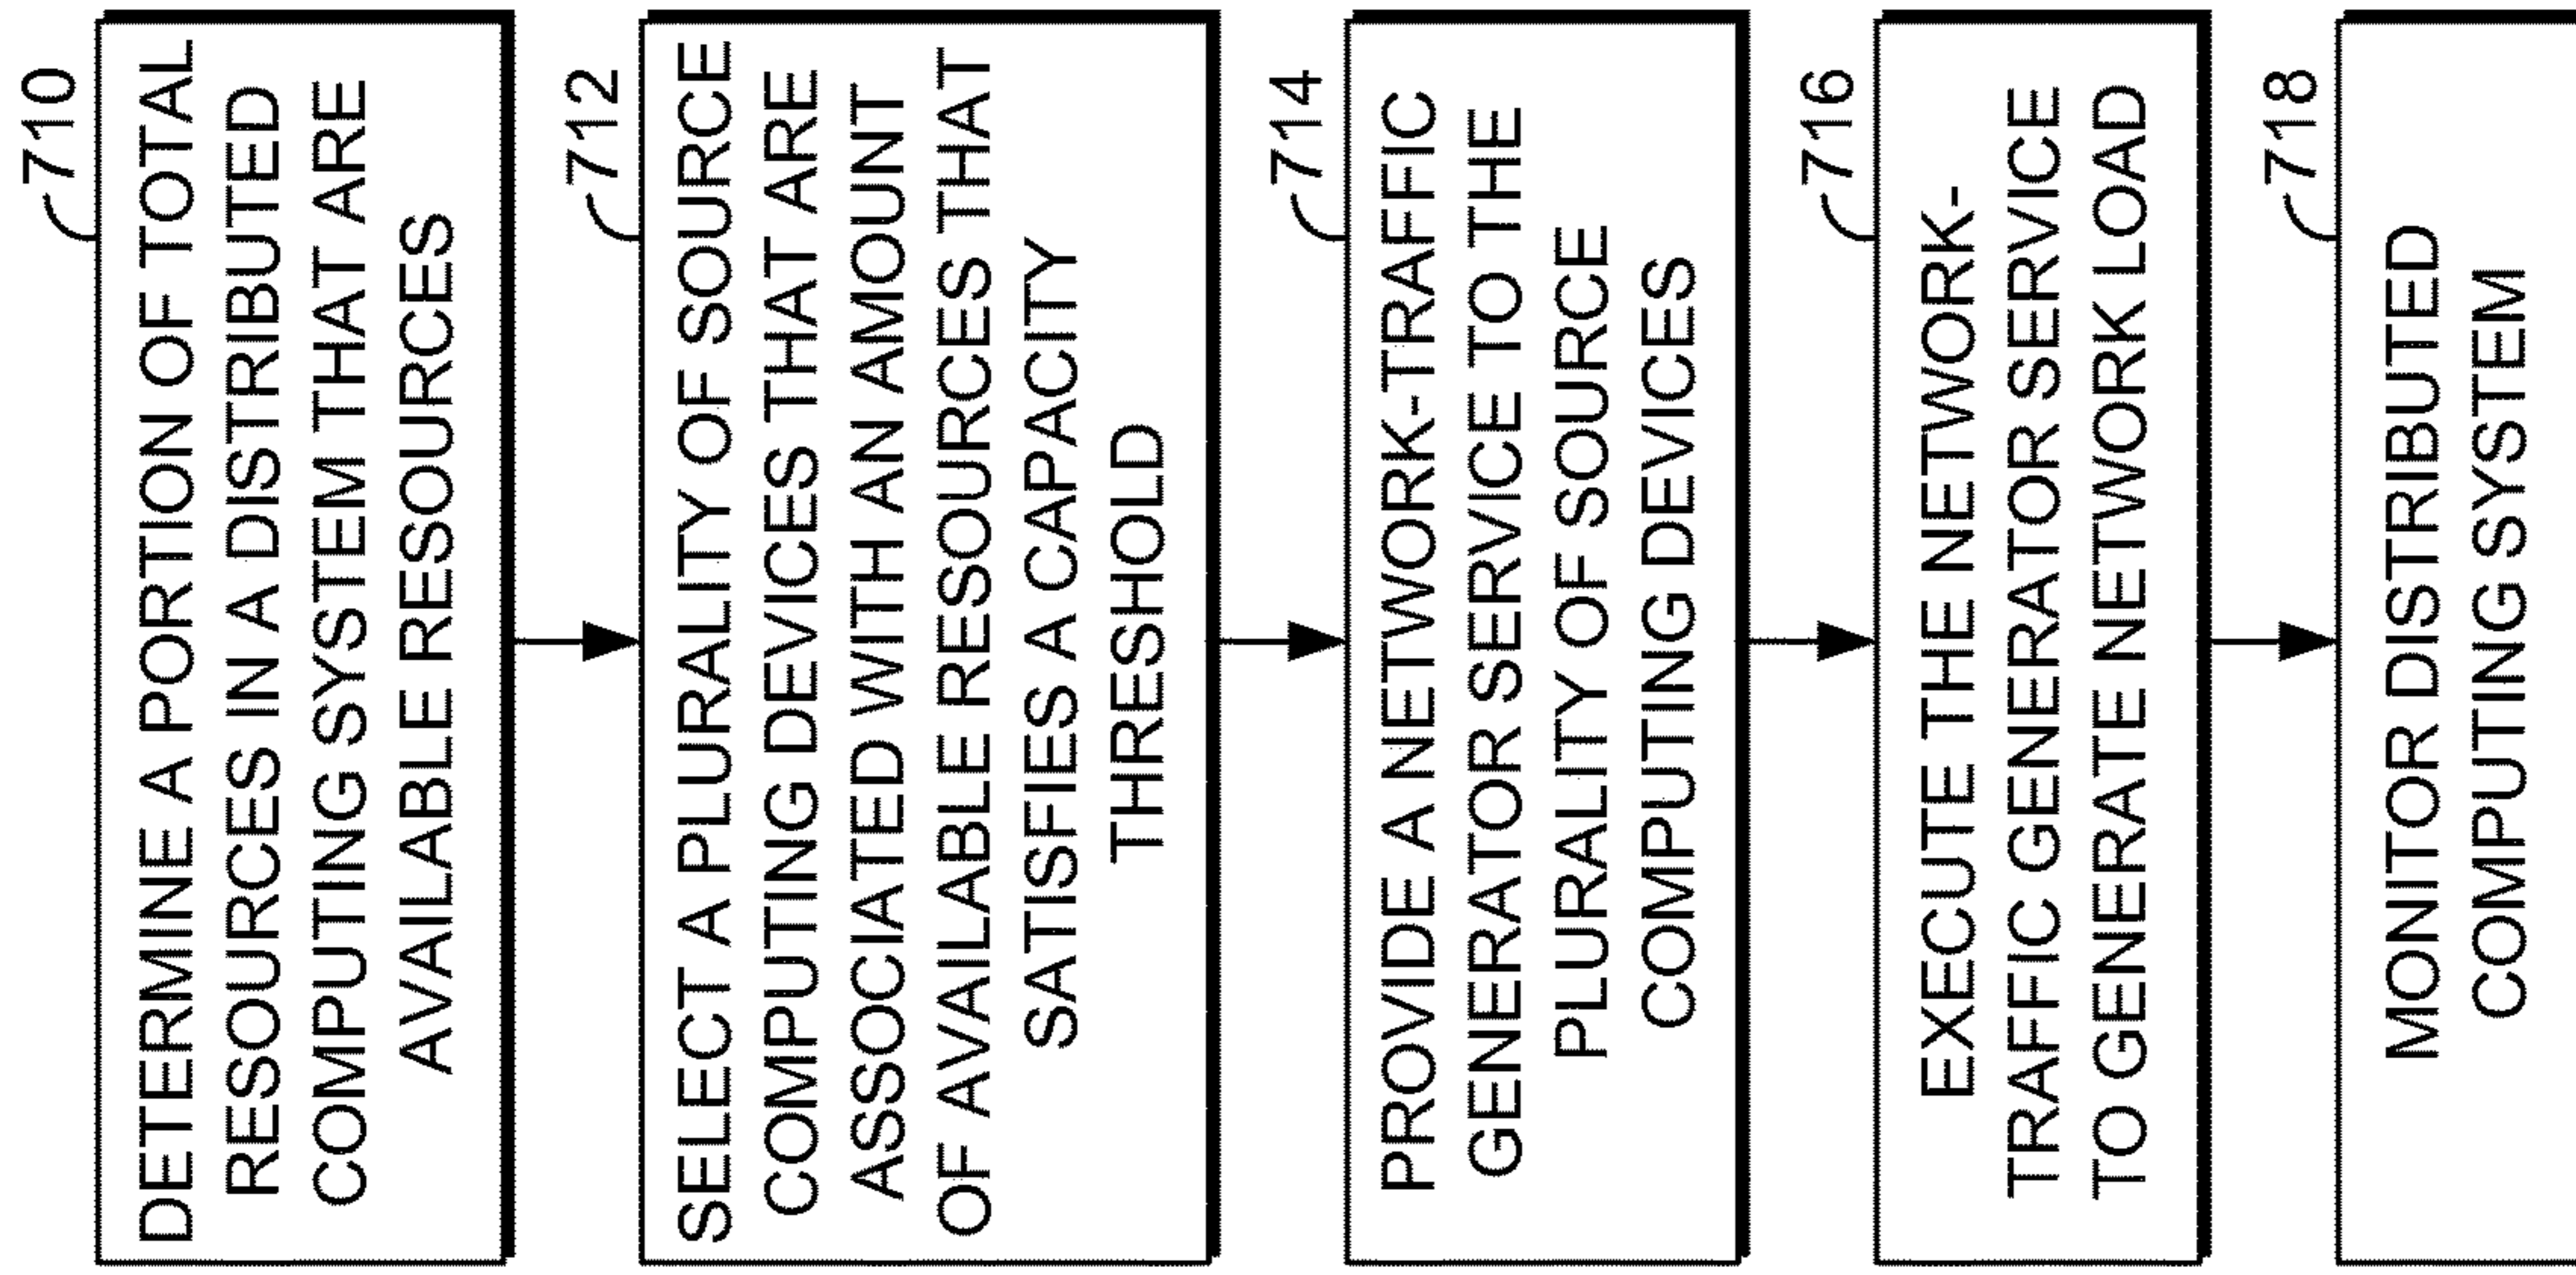 710
DETERMINE A PORTION OF TOTAL
RESOURCES IN A DISTRIBUTED
COMPUTING SYSTEM THAT ARE
AVAILABLE RESOURCES
712
SELECT A PLURALITY OF SOURCE
COMPUTING DEVICES THAT ARE
ASSOCIATED WITH AN AMOUNT
OF AVAILABLE RESOURCES THAT
SATISFIES A CAPACITY
THRESHOLD
714
PROVIDE A NETWORK-TRAFFIC
GENERATOR SERVICE TO THE
PLURALITY OF SOURCE
COMPUTING DEVICES
716
EXECUTE THE NETWORK-
TRAFFIC GENERATOR SERVICE
TO GENERATE NETWORK LOAD
718
MONITOR DISTRIBUTED
COMPUTING SYSTEM